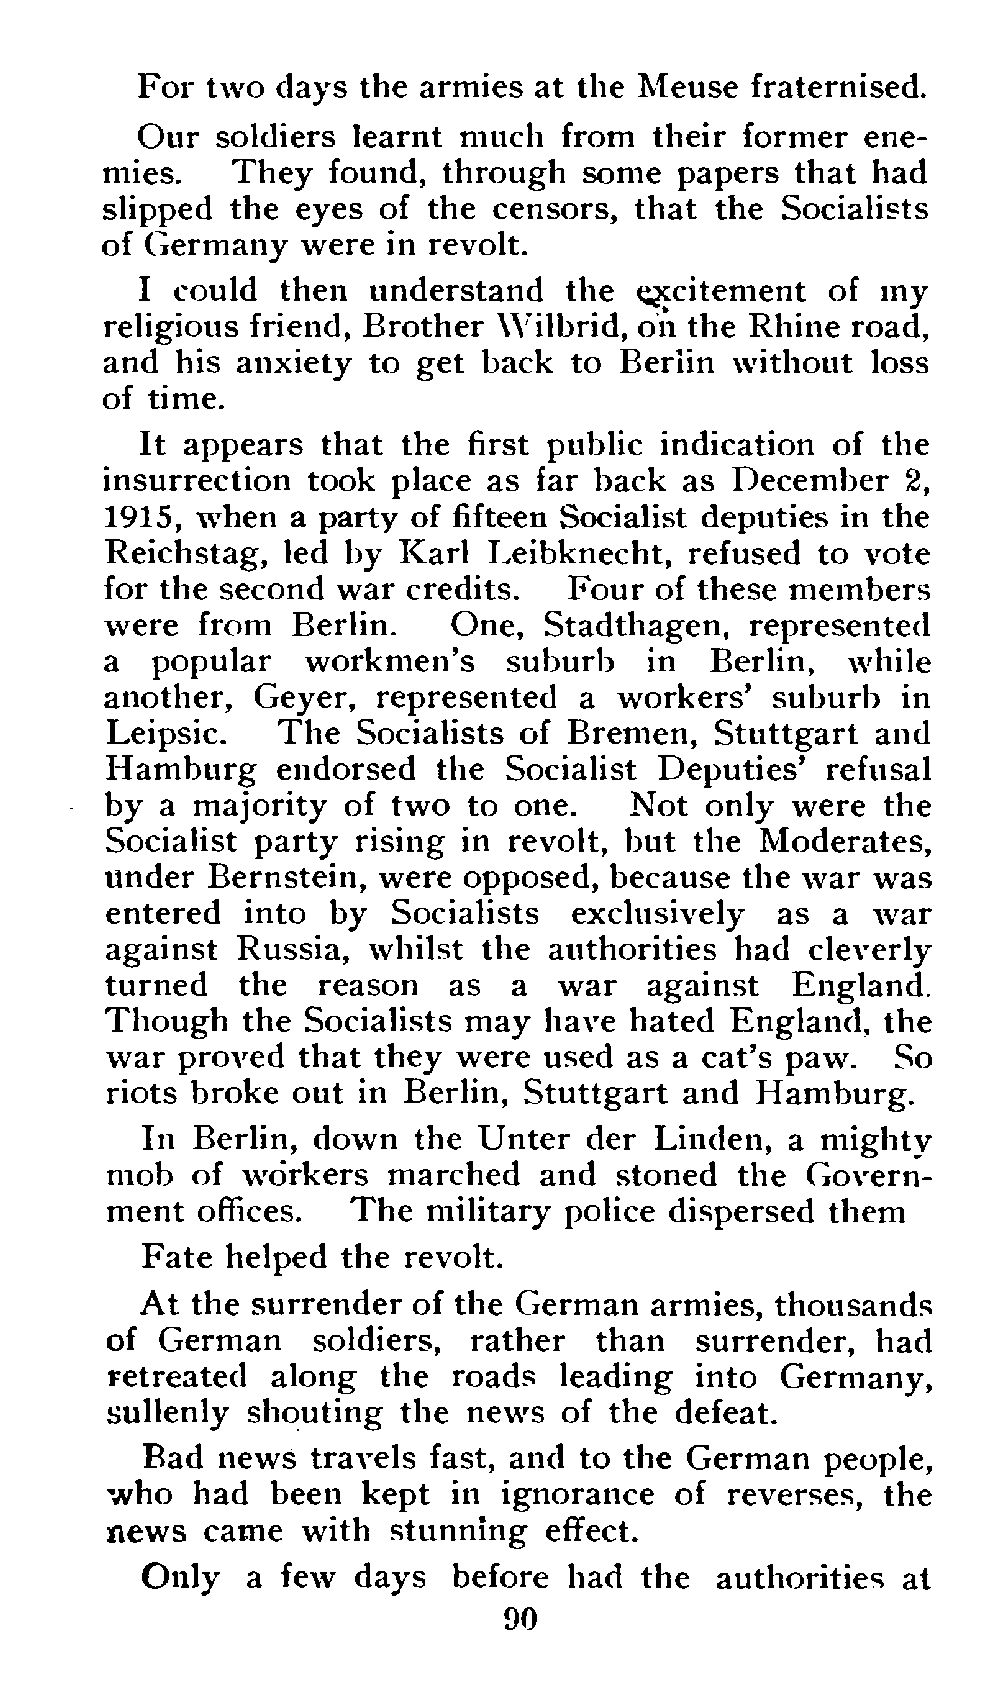 For two days the armies at the Meuse fraternised.
Our soldiers learnt much from their former ene-
mies. They found, through some papers that had
slipped the eyes of the censors, that the Socialists
of Germany were in revolt.
I could then understand the excitement of my
religious friend, Brother Wilbrid, on the Rhine road,
and his anxiety to get back to Berlin without loss
of time.
It appears that the first public indication of the
insurrection took place as far back as December 2,
1915, when a party of fifteen Socialist deputies in the
Reichstag, led by Karl Leibknecht, refused to vote
for the second war credits. Four of these members
were from Berlin. One, Stadthagen, represented
a popular workmen's suburb in Berlin, while
another, Geyer, represented a workers' suburb in
Leipsic. The Socialists of Bremen, Stuttgart and
Hamburg endorsed the Socialist Deputies' refusal
by a majority of two to one. Not only were the
Socialist party rising in revolt, but the Moderates,
under Bernstein, were opposed, because the war was
entered into by Socialists exclusively as a war
against Russia, whilst the authorities had cleverly
turned the reason as a war against England.
Though the Socialists may have hated England, the
war proved that they were used as a cat's paw. So
riots broke out in Berlin, Stuttgart and Hamburg.
In Berlin, down the Unter der Linden, a mighty
mob of workers marched and stoned the Govern-
ment offices. The military police dispersed them
Fate helped the revolt.
At the surrender of the German armies, thousands
of German soldiers, rather than surrender, had
retreated along the roads leading into Germany,
sullenly shouting the news of the defeat.
Bad news travels fast, and to the German people,
who had been kept in ignorance of reverses, the
news came with stunning effect.
Only a few days before had the authorities at
90